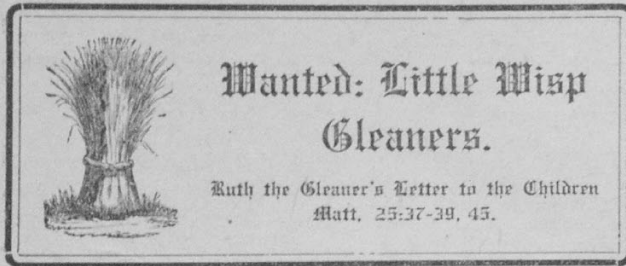 Wanted: Little Wisp
Gleaners.
Ruth the Gleaner's Letter to the Children
Matt. 25:37-39, 45.